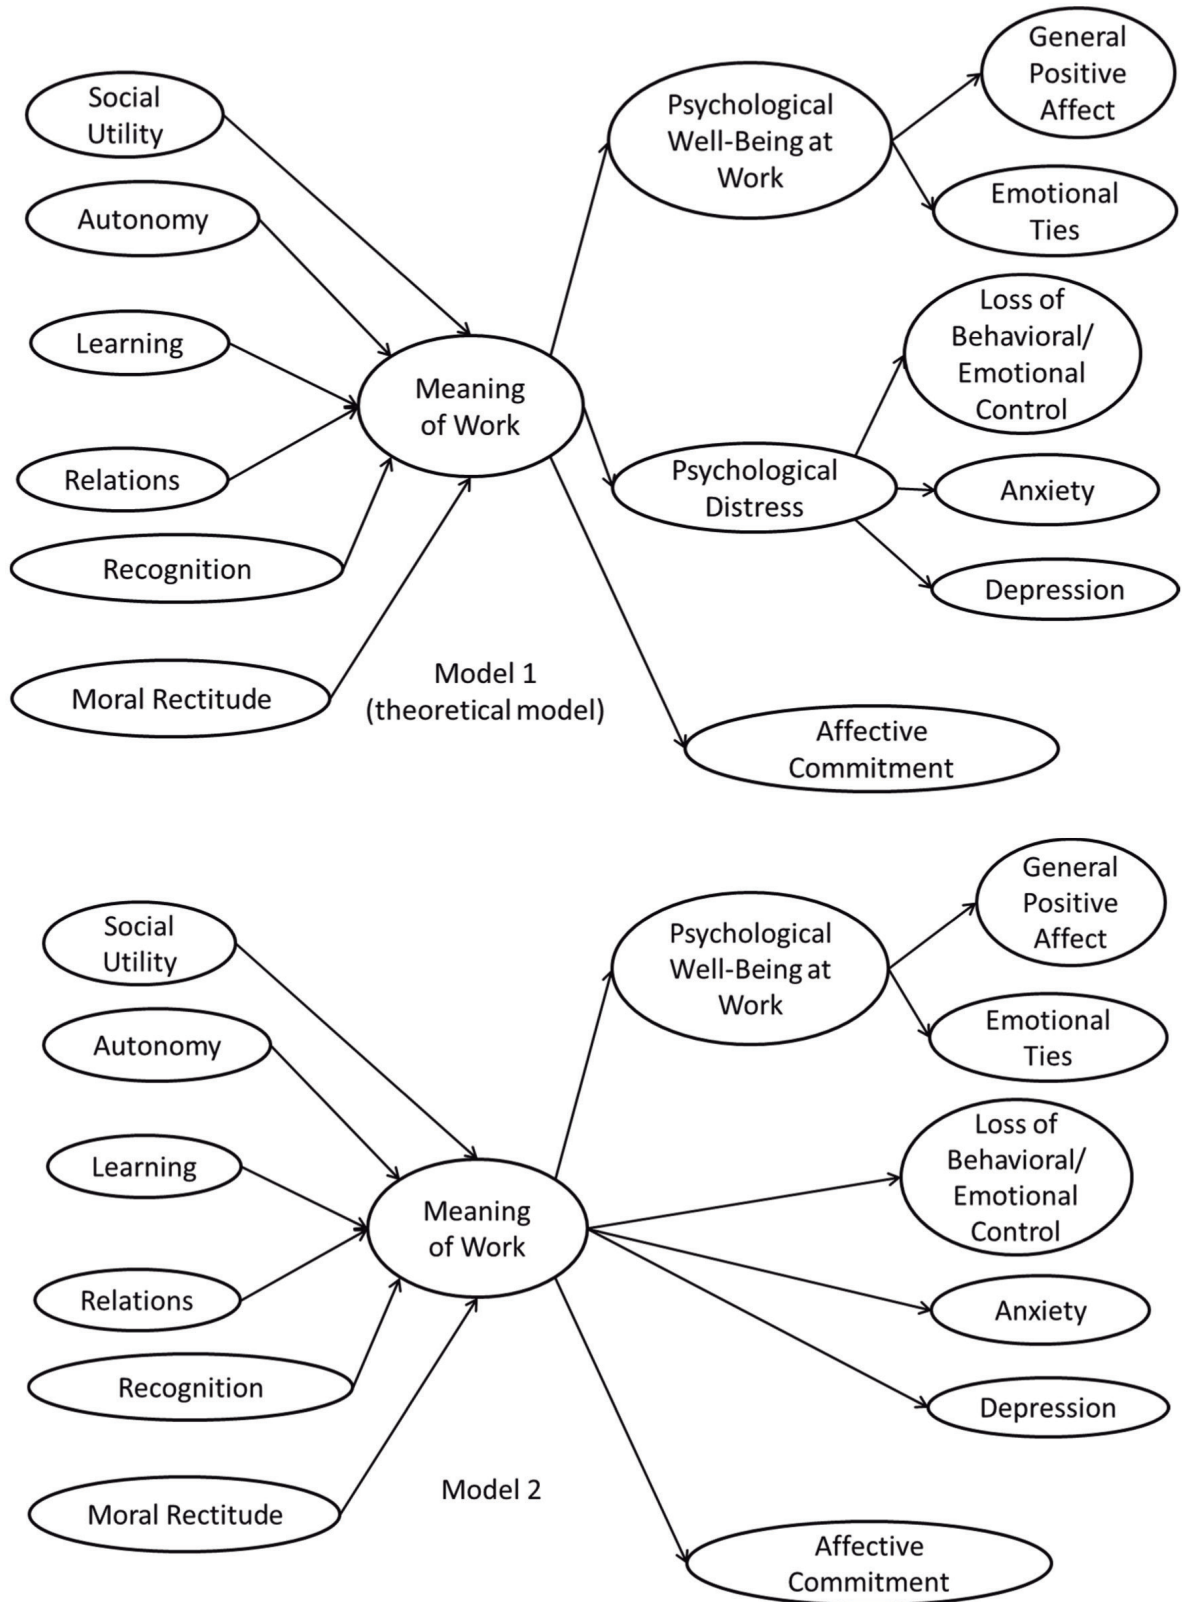 Social
Utility
Autonomy
Learning
Relations
Recognition
Moral Rectitude
Meaning
of Work
Model 1
(theoretical model)
Psychological
Well-Being at
Work
Psychological
Distress
Affective
Commitment
General
Positive
Affect
Emotional
Ties
Loss of
Behavioral/
Emotional
Control
Anxiety
Depression
Social
Utility
Autonomy
Learning
Relations
Recognition
Moral Rectitude
Meaning
of Work
Model 2
Psychological
Well-Being at
Work
Affective
Commitment
General
Positive
Affect
Emotional
Ties
Loss of
Behavioral/
Emotional
Control
Anxiety
Depression